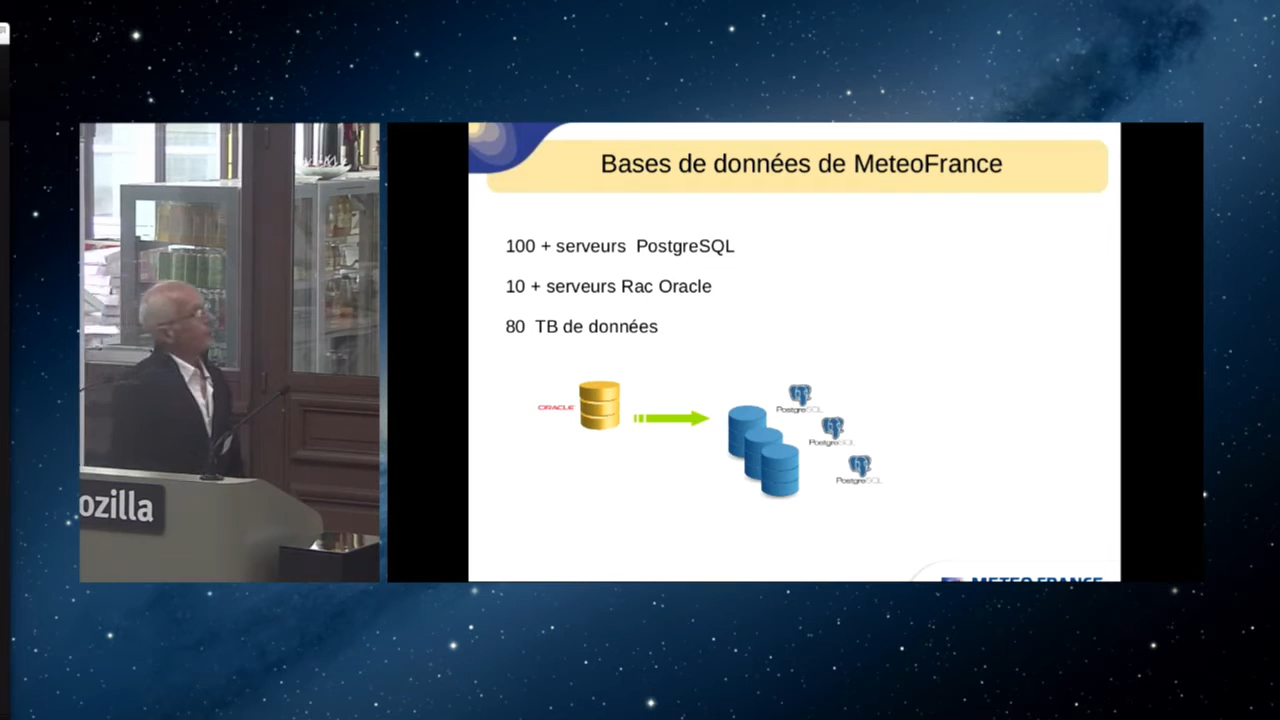 Bases de données de MeteoFrance
100 + serveurs PostgreSQL
10 + serveurs Rac Oracle
80 TB de données
ORACLE
PostgreSQL
PostgreSQL
PostgreSQL
ozilla
METEO FRANCE